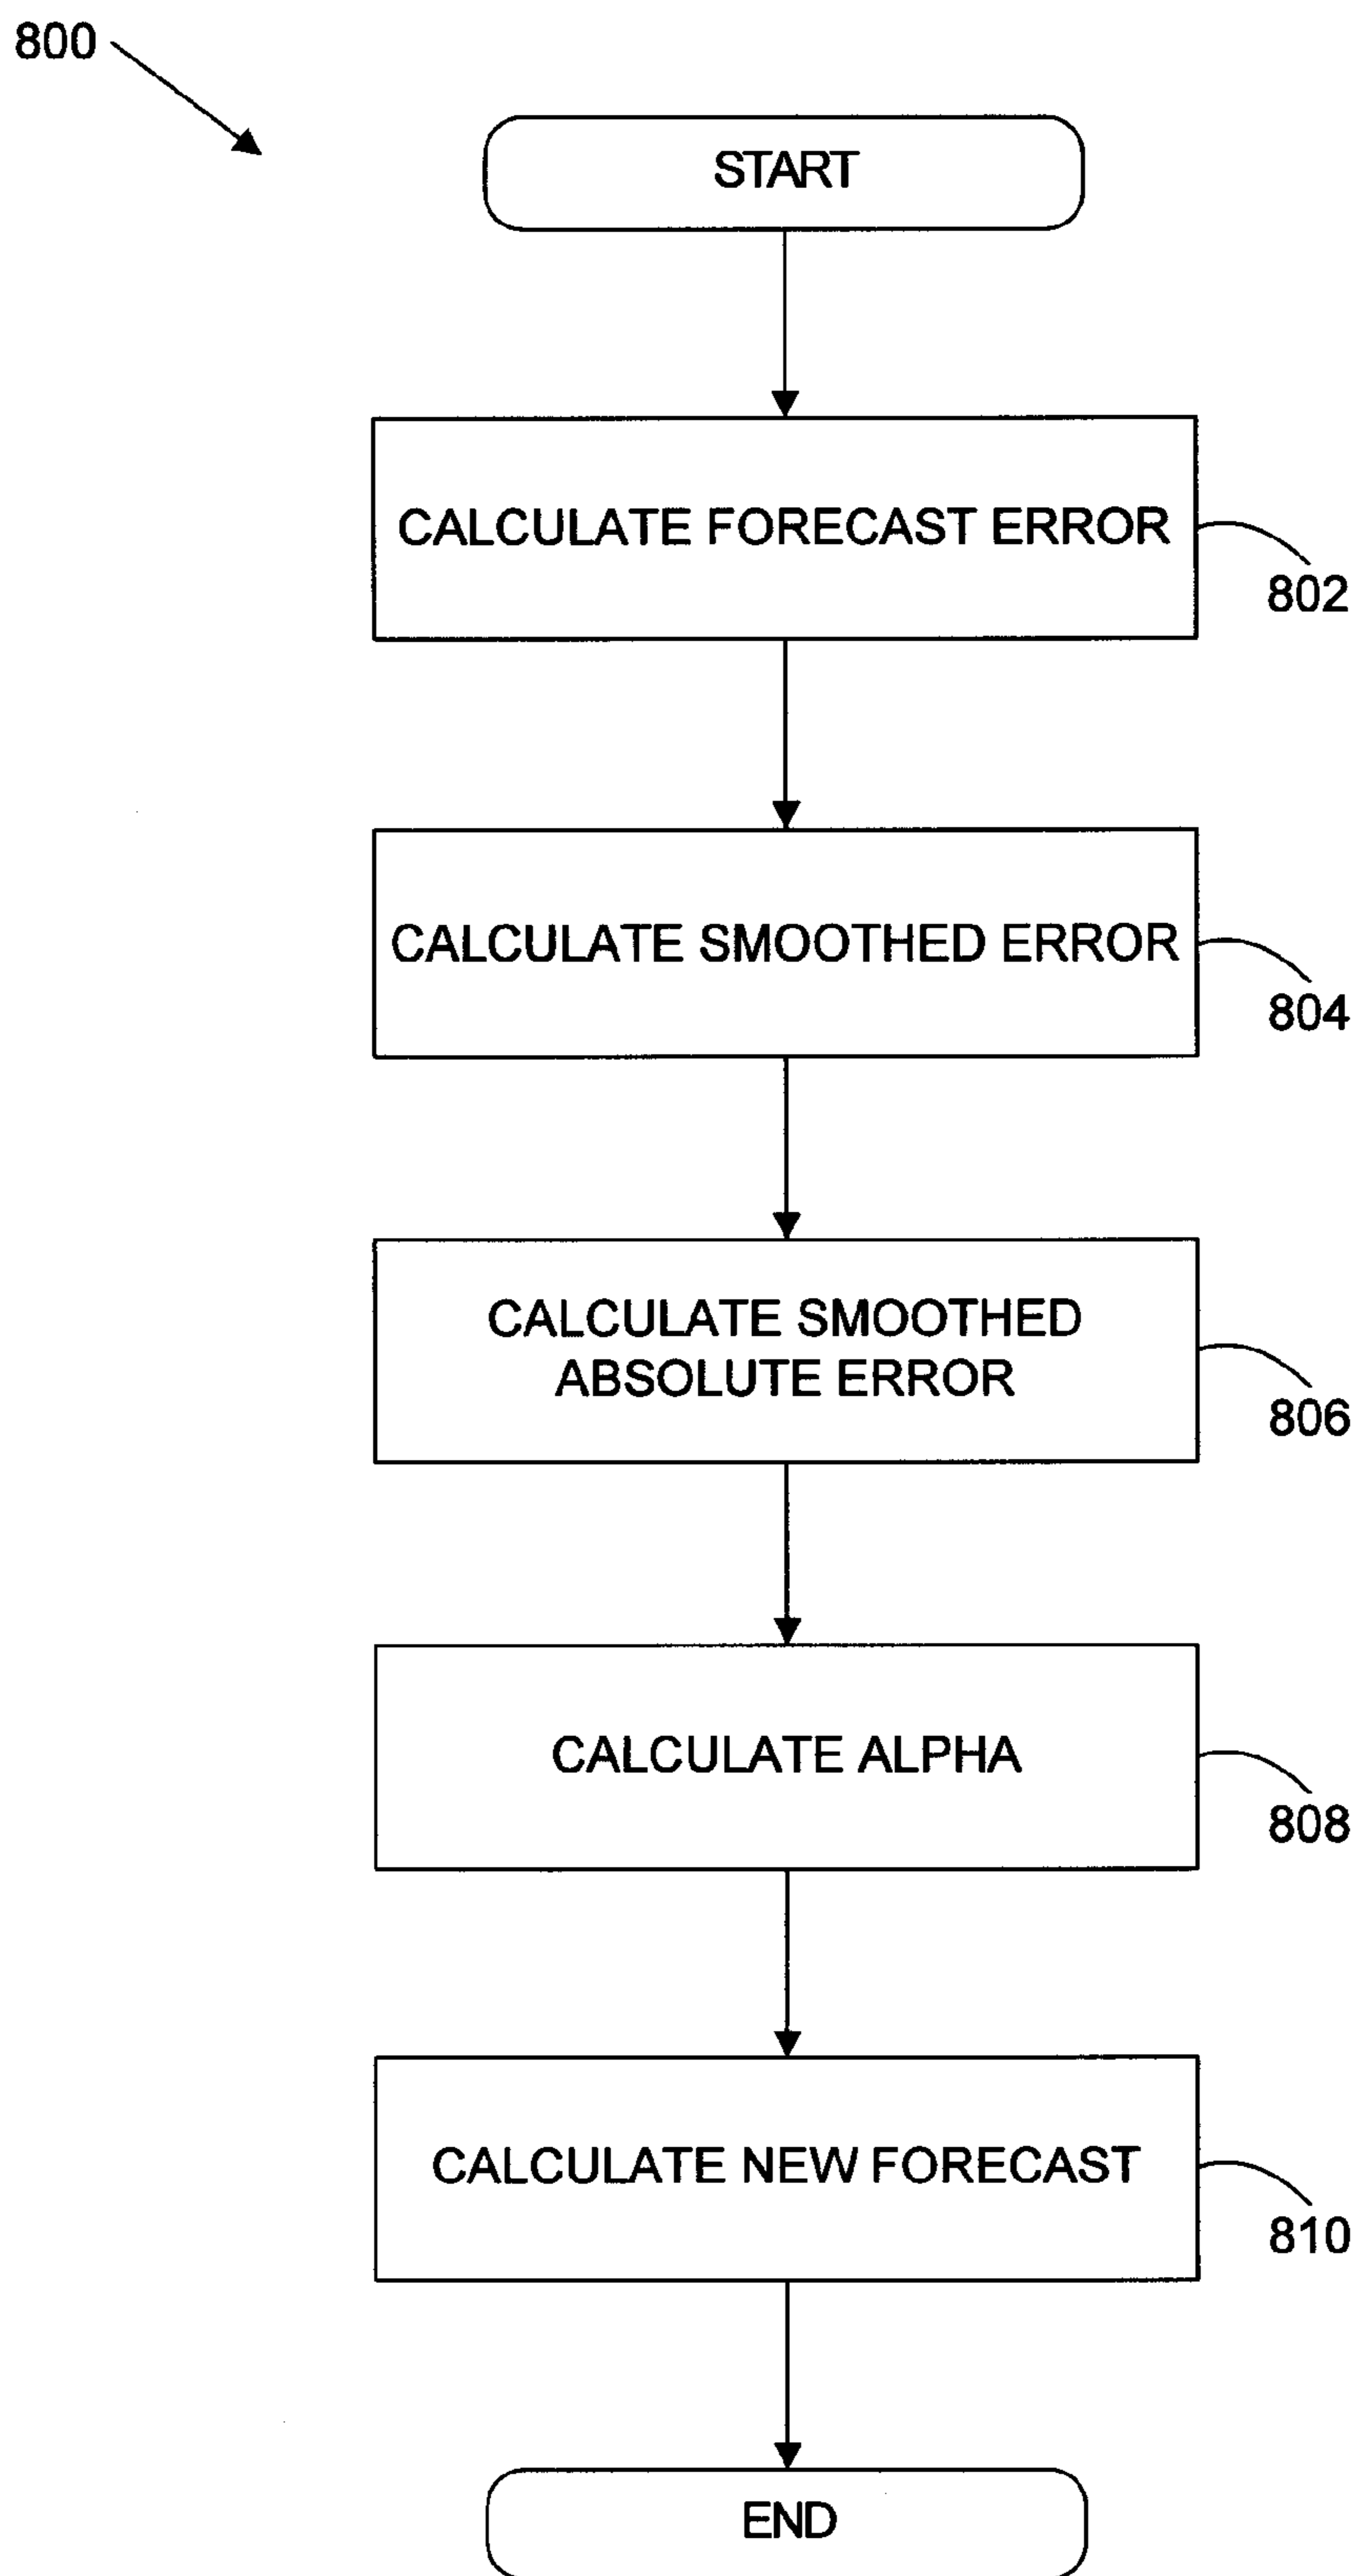 800
START
CALCULATE FORECAST ERROR
802
CALCULATE SMOOTHED ERROR
804
CALCULATE SMOOTHED
ABSOLUTE ERROR
806
CALCULATE ALPHA
808
CALCULATE NEW FORECAST
810
END